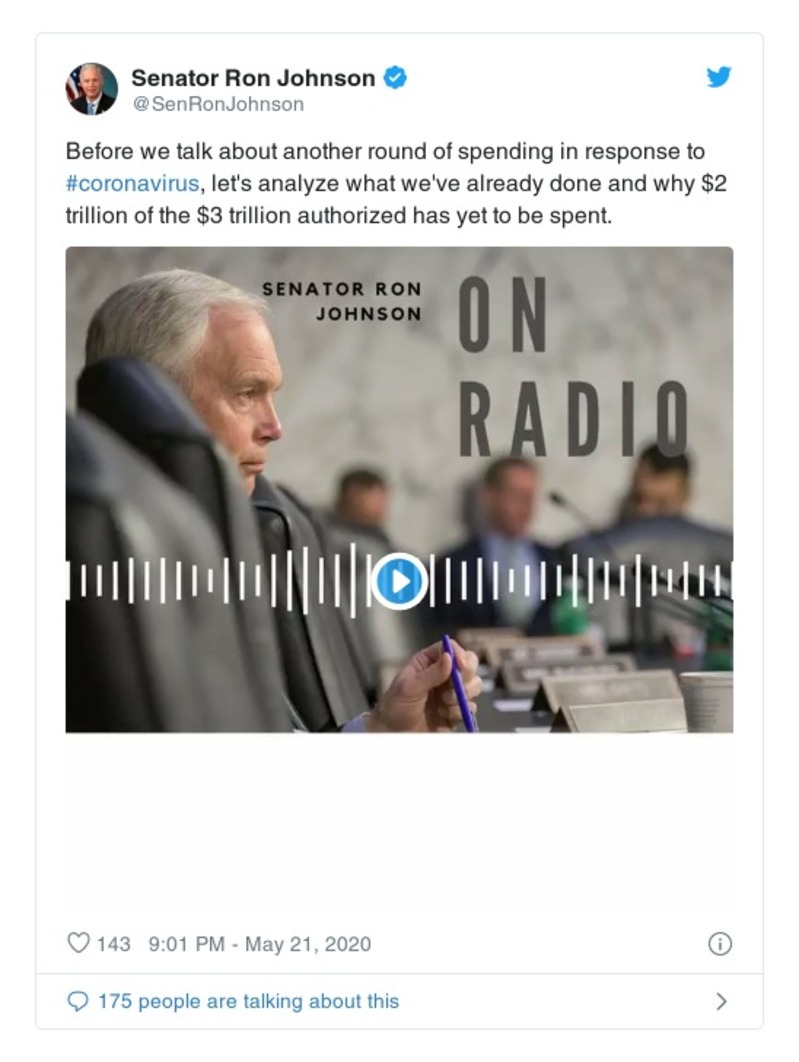 Senator Ron Johnson
@SenRonJohnson
Before we talk about another round of spending in response to
#coronavirus, let's analyze what we've already done and why $2
trillion of the $3 trillion authorized has yet to be spent.
SENATOR RON
JOHNSON
ON
RADIO
143 9:01 PM - May 21, 2020
175 people are talking about this